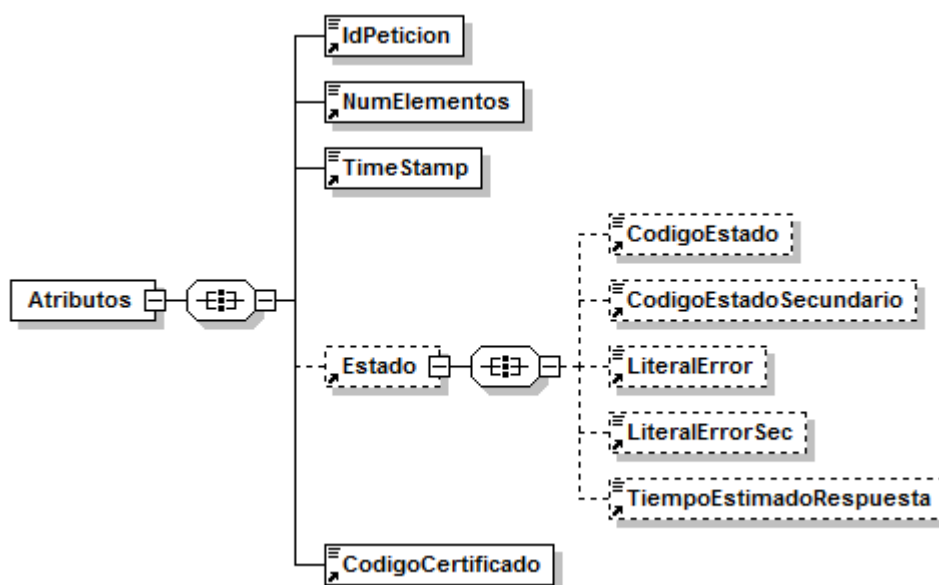 IdPeticion
NumElementos
TimeStamp
Atributos
Estado
CodigoEstado
CodigoEstadoSecundario
LiteralError
LiteralErrorSec
TiempoEstimadoRespuesta
CodigoCertificado